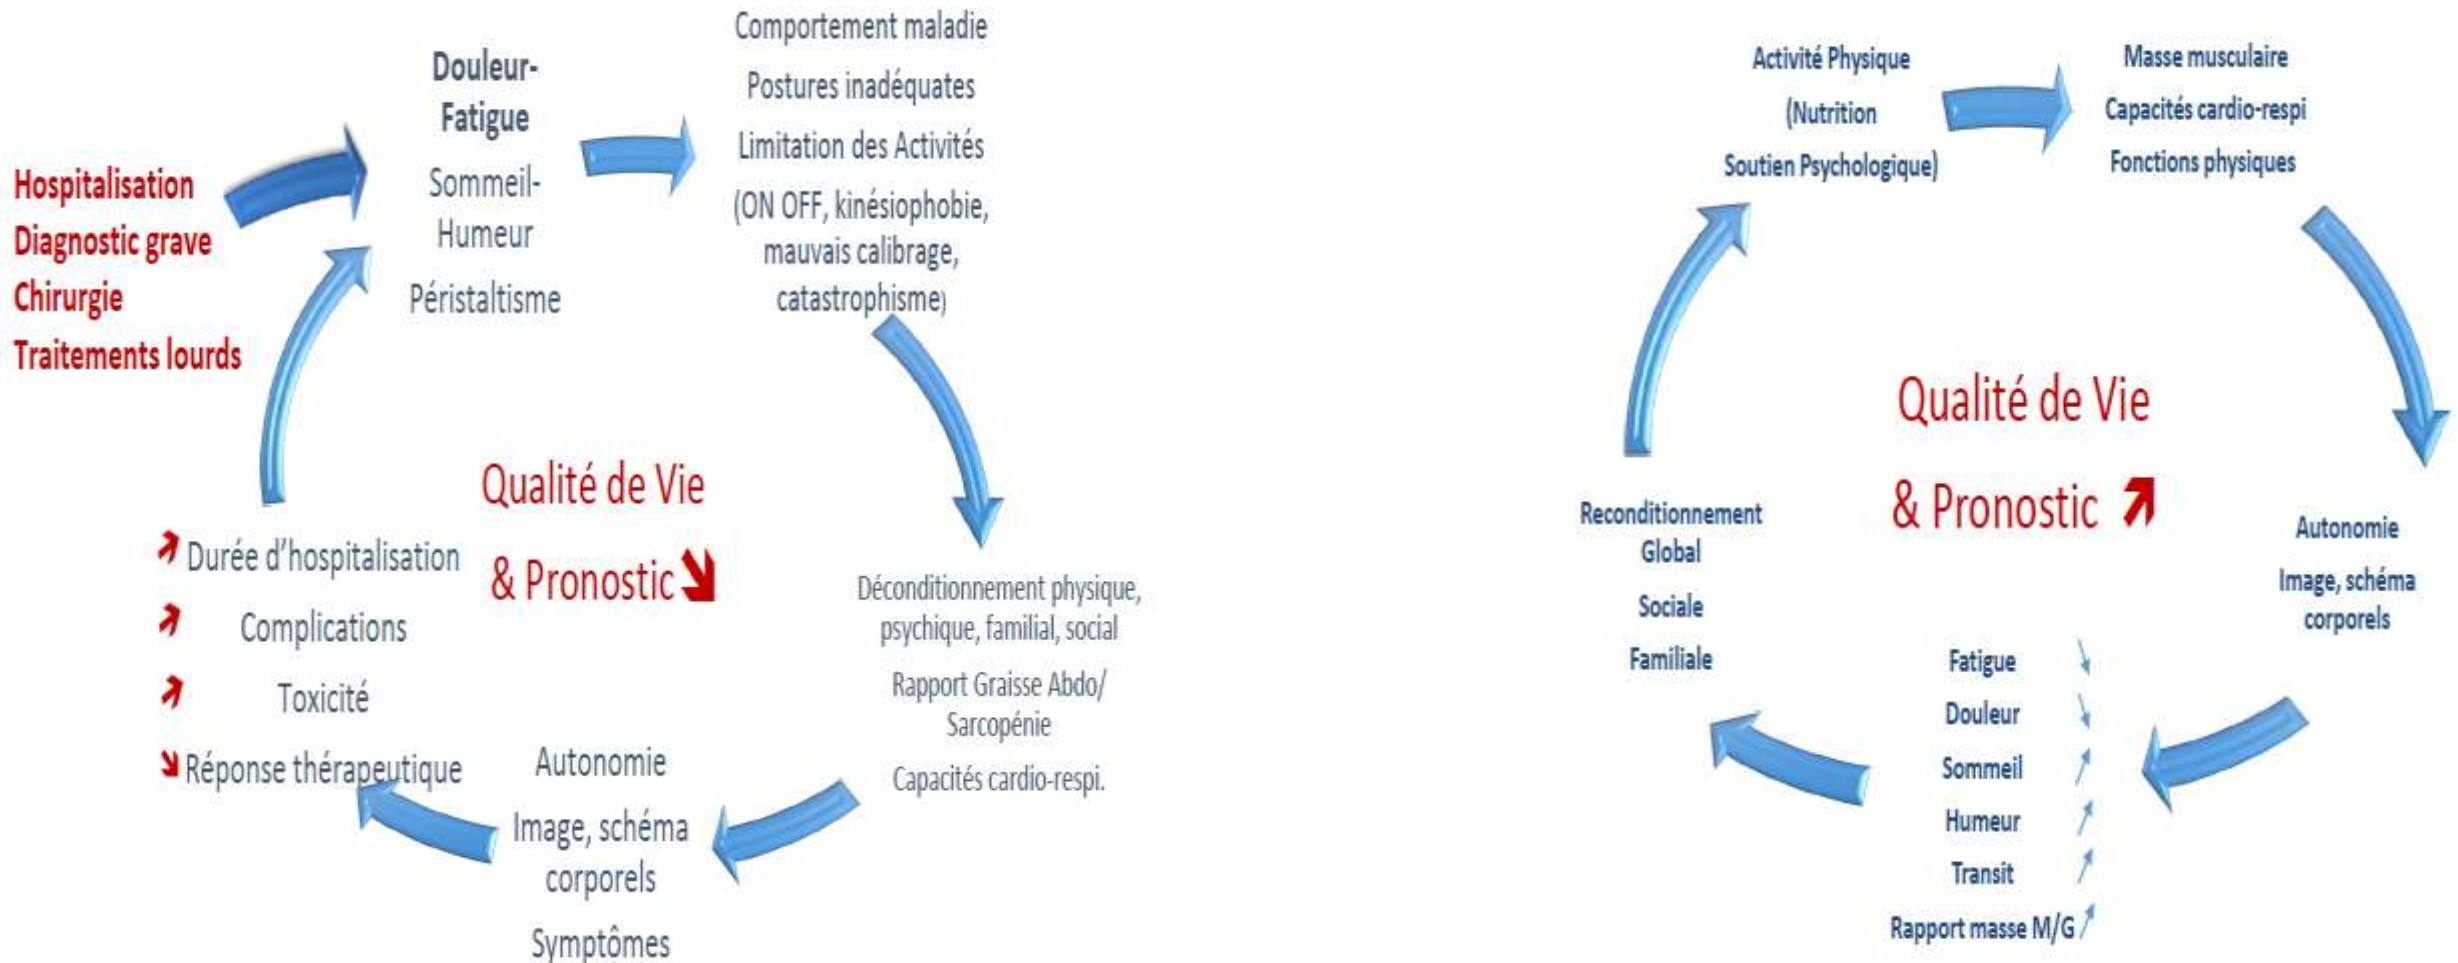 Hospitalisation
Diagnostic grave
Chirurgie
Traitements lourds
Douleur-
Fatigue
Sommeil-
Humeur
Péristaltisme
Comportement maladie
Postures inadéquates
Limitation des Activités
(ON OFF, kinésiophobie,
mauvais calibrage,
catastrophisme)
Déconditionnement physique,
psychique, familial, social
Rapport Graisse Abdo/
Sarcopénie
Capacités cardio-respi.
Autonomie
Image, schéma
corporels
Symptômes
Durée d’hospitalisation
Complications
Toxicité
Réponse thérapeutique
Qualité de Vie
& Pronostic
Activité Physique
(Nutrition
Soutien Psychologique)
Masse musculaire
Capacités cardio-respi
Fonctions physiques
Autonomie
Image, schéma
corporels
Fatigue
Douleur
Sommeil
Humeur
Transit
Rapport masse M/G
Reconditionnement
Global
Sociale
Familiale
Qualité de Vie
& Pronostic